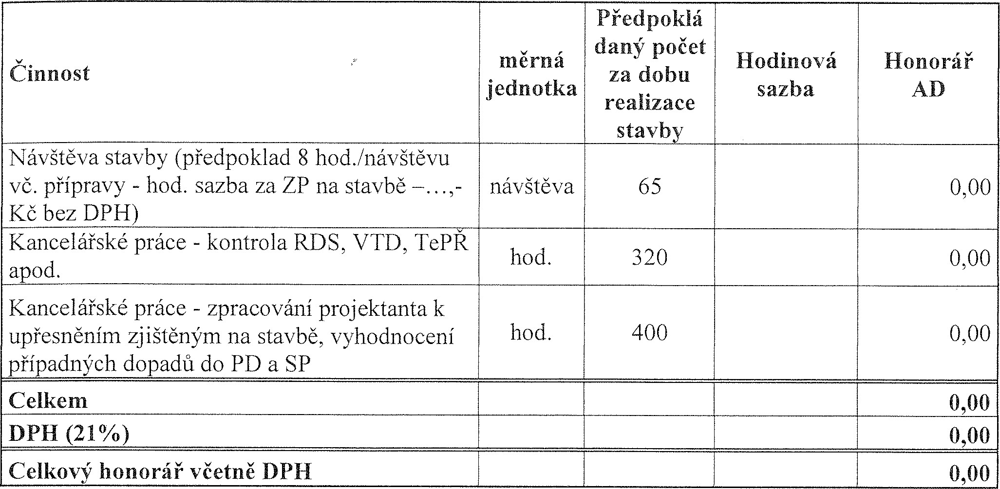 Činnost
měrná
jednotka
Předpoklá
daný počet
za dobu
realizace
stavby
Hodinová
sazba
Honorář
AD
Návštěva stavby (předpoklad 8 hod./návštěvu
vč. přípravy - hod. sazba za ZP na stavbě –…,-
Kč bez DPH)
návštěva
65
0,00
Kancelářské práce - kontrola RDS, VTD, TePŘ
apod.
hod.
320
0,00
Kancelářské práce - zpracování projektanta k
upřesněním zjištěným na stavbě, vyhodnocení
případných dopadů do PD a SP
hod.
400
0,00
Celkem
0,00
DPH (21%)
0,00
Celkový honorář včetně DPH
0,00